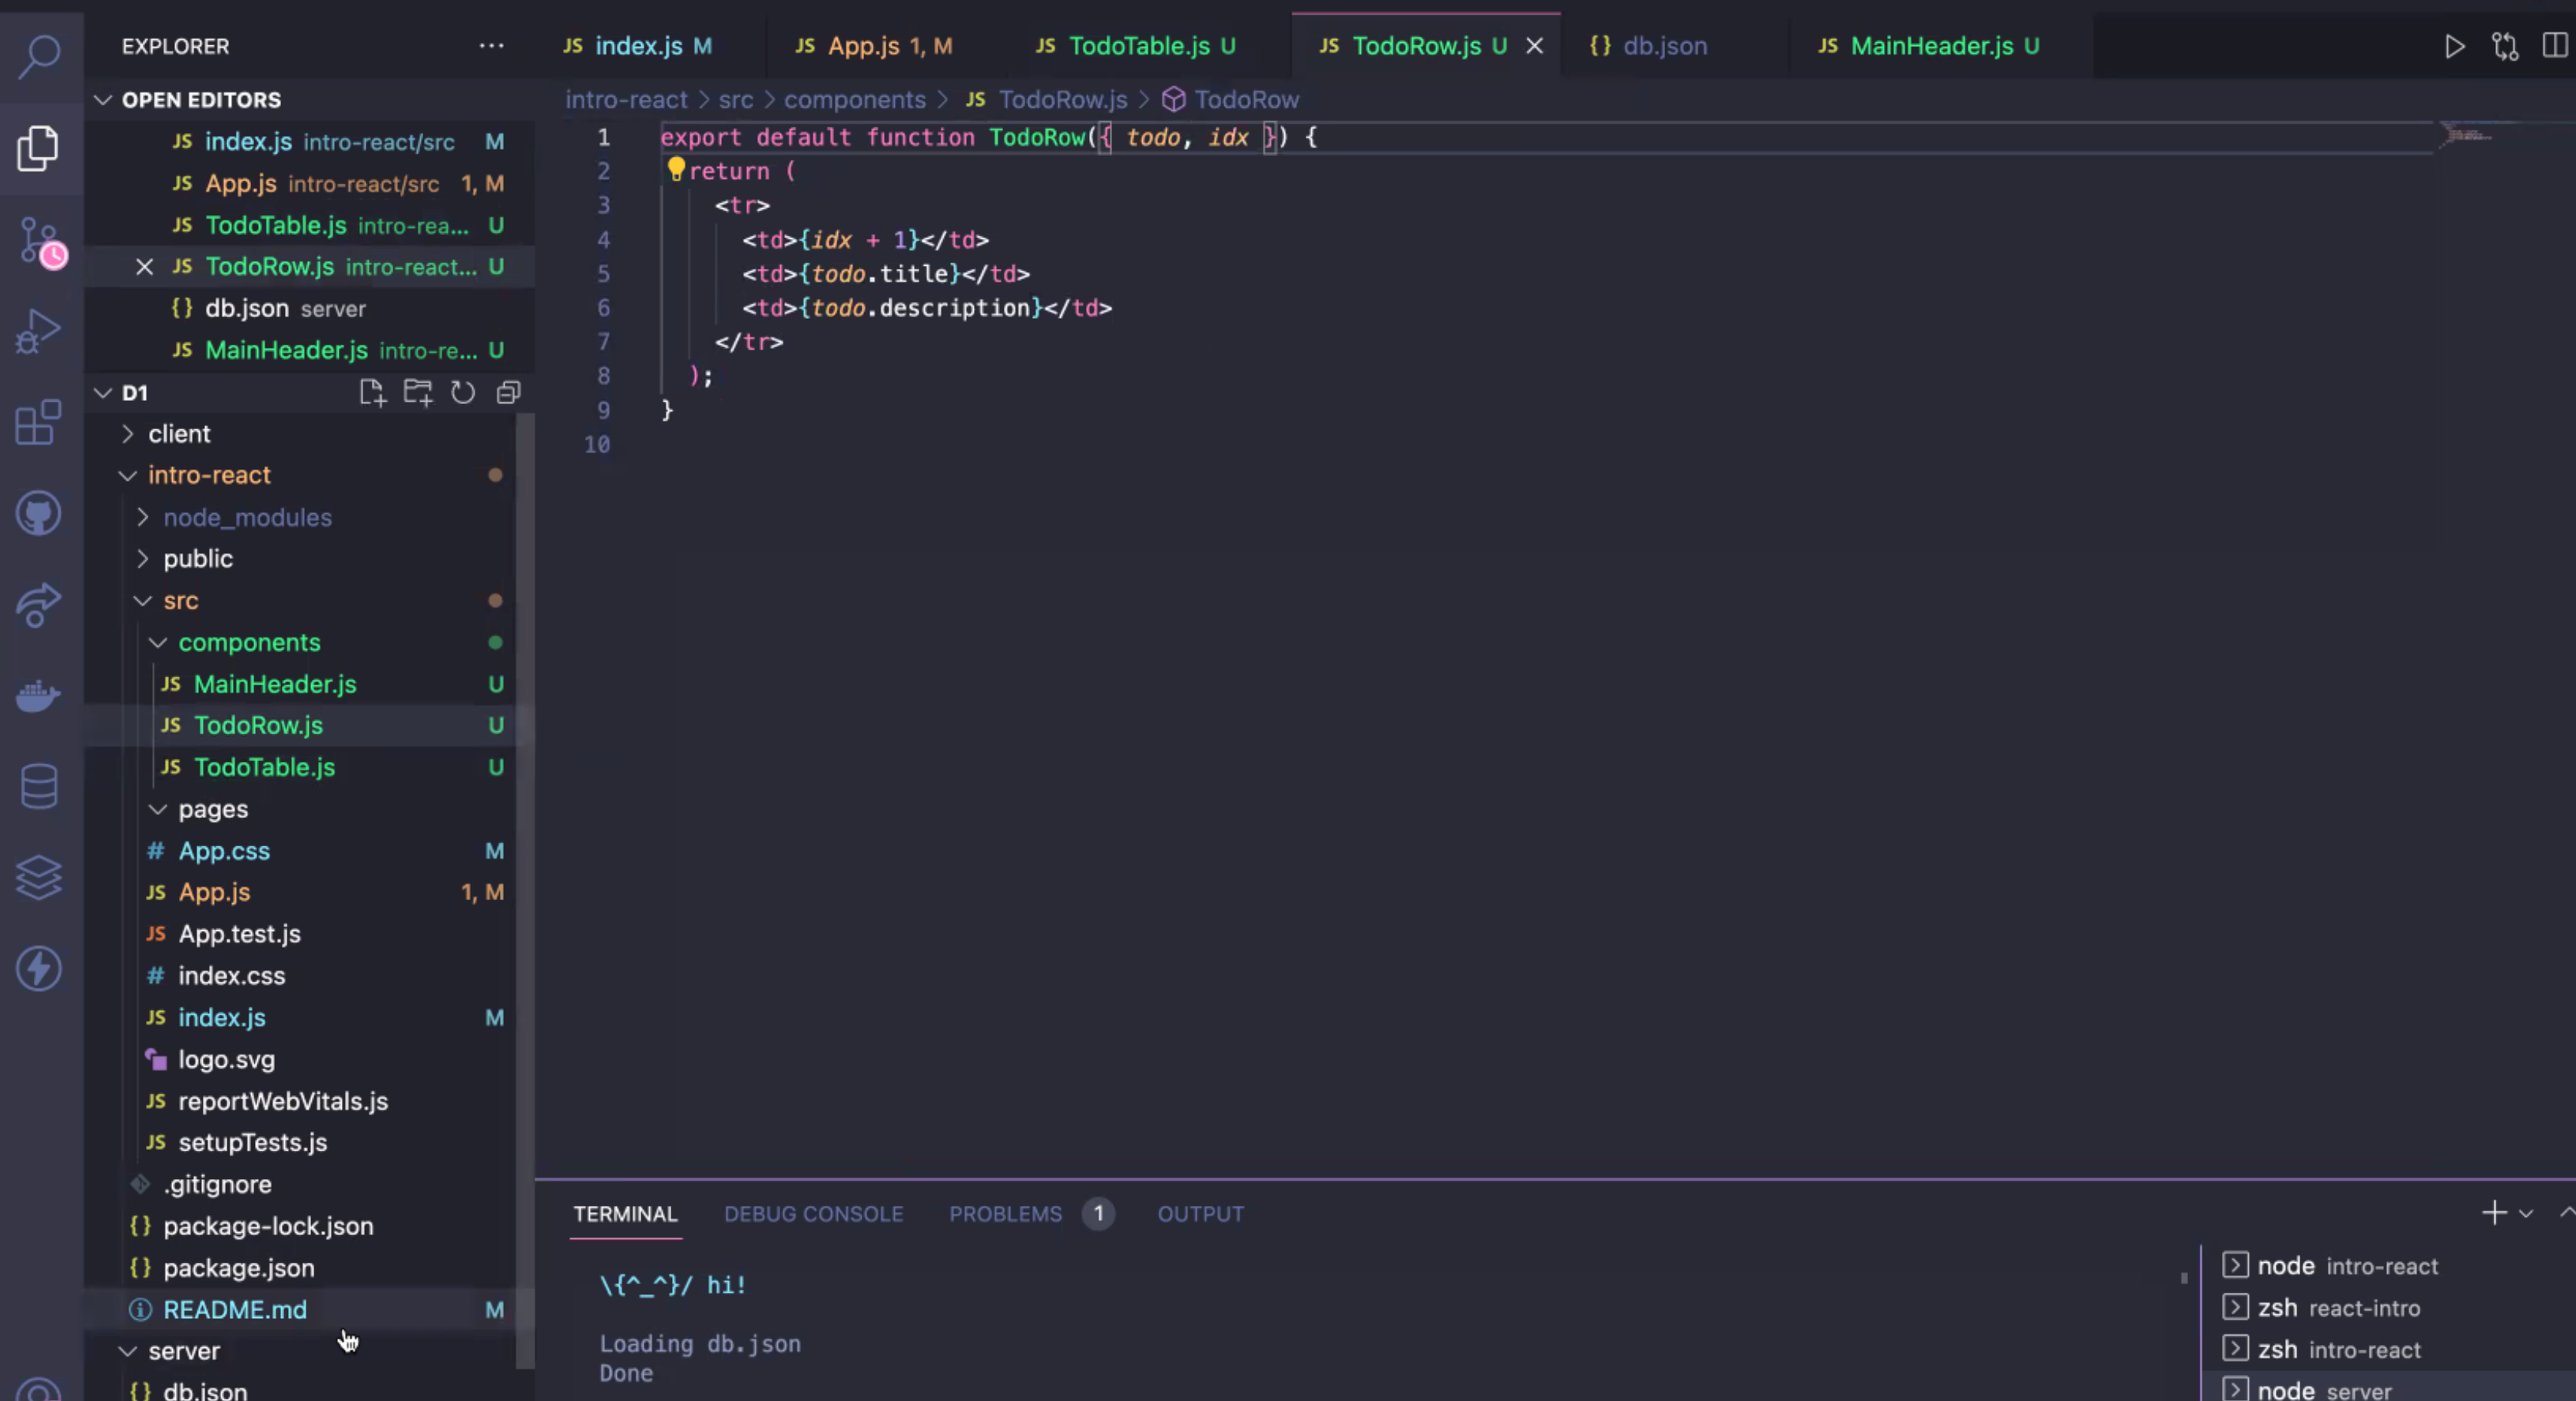 EXPLORER
OPEN EDITORS
JS index.js intro-react/src M
JS App.js intro-react/src 1, M
JS TodoTable.js intro-rea... U
JS TodoRow.js intro-react... U
{} db.json server
JS MainHeader.js intro-re... U
D1
client
intro-react
node_modules
public
src
components
JS MainHeader.js U
JS TodoRow.js U
JS TodoTable.js U
pages
# App.css M
JS App.js 1, M
JS App.test.js
# index.css
JS index.js M
logo.svg
JS reportWebVitals.js
JS setupTests.js
.gitignore
{} package-lock.json
{} package.json
README.md M
server
{} db.json
JS index.js M
JS App.js 1, M
JS TodoTable.js U
JS TodoRow.js U
{} db.json
JS MainHeader.js U
intro-react > src > components > JS TodoRow.js > TodoRow
1 export default function TodoRow({ todo, idx }) {
2 return (
3 <tr>
4 <td>{idx + 1}</td>
5 <td>{todo.title}</td>
6 <td>{todo.description}</td>
7 </tr>
8 );
9 }
10
TERMINAL DEBUG CONSOLE PROBLEMS 1 OUTPUT
\{^_^}/ hi!
Loading db.json
Done
node intro-react
zsh react-intro
zsh intro-react
node server